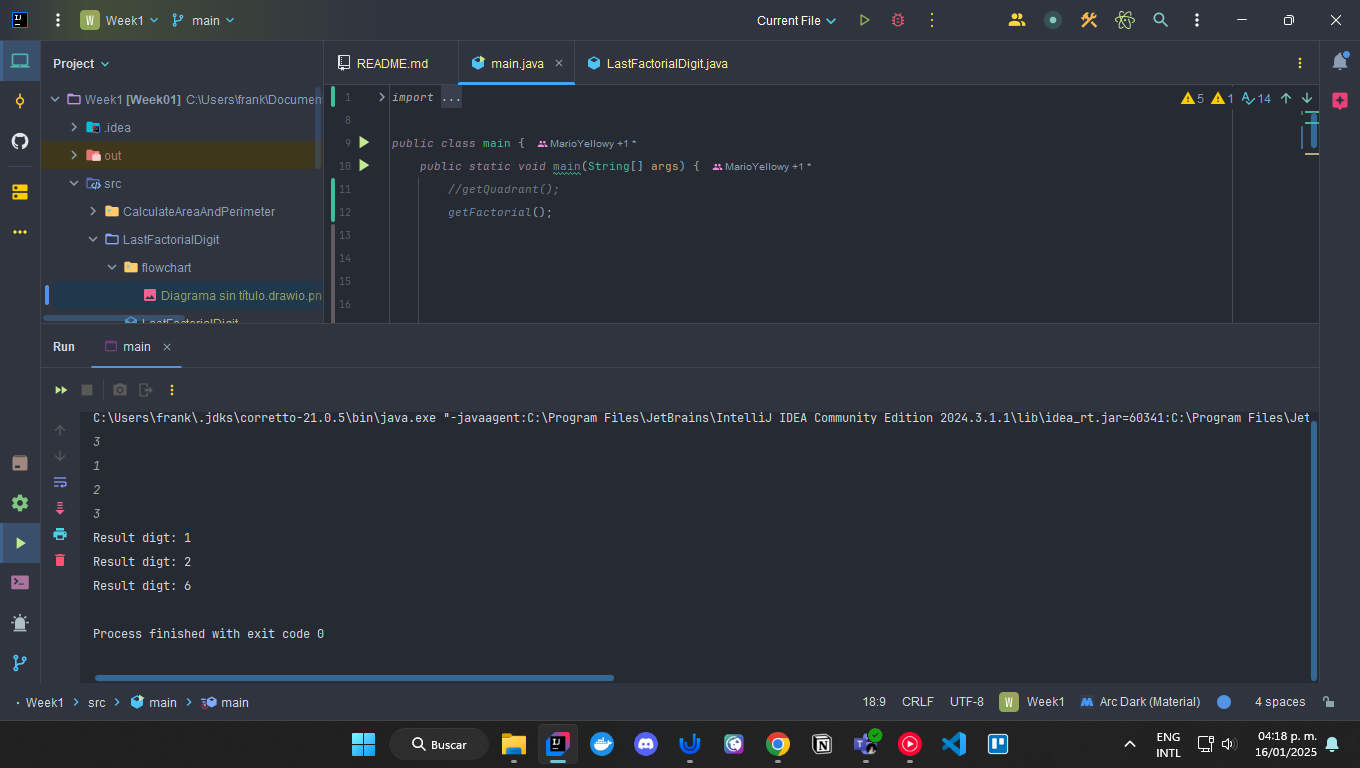 W Week1 main Current File
Project
README.md main.java LastFactorialDigit.java
Week1 [Week01] C:\Users\frank\Documen
.idea
out
src
CalculateAreaAndPerimeter
LastFactorialDigit
flowchart
Diagrama sin título.drawio.pn
LastFactorialDigit
5 1 14
1 import ...
8
9 public class main { MarioYellowy +1 *
10 public static void main(String[] args) { MarioYellowy +1 *
11 //getQuadrant();
12 getFactorial();
13
14
15
16
Run main
C:\Users\frank\.jdks\corretto-21.0.5\bin\java.exe "-javaagent:C:\Program Files\JetBrains\IntelliJ IDEA Community Edition 2024.3.1.1\lib\idea_rt.jar=60341:C:\Program Files\Jet
3
1
2
3
Result digt: 1
Result digt: 2
Result digt: 6
Process finished with exit code 0
Week1 src main main 18:9 CRLF UTF-8 W Week1 Arc Dark (Material) 4 spaces
Buscar
ENG
INTL
04:18 p. m.
16/01/2025